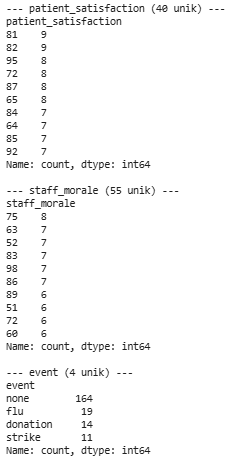 --- patient_satisfaction (40 unik) ---
patient_satisfaction
81    9
82    9
95    8
72    8
87    8
65    8
84    7
64    7
85    7
92    7
Name: count, dtype: int64

--- staff_morale (55 unik) ---
staff_morale
75    8
63    7
52    7
83    7
98    7
86    7
89    6
51    6
72    6
60    6
Name: count, dtype: int64

--- event (4 unik) ---
event
none        164
flu          19
donation     14
strike       11
Name: count, dtype: int64